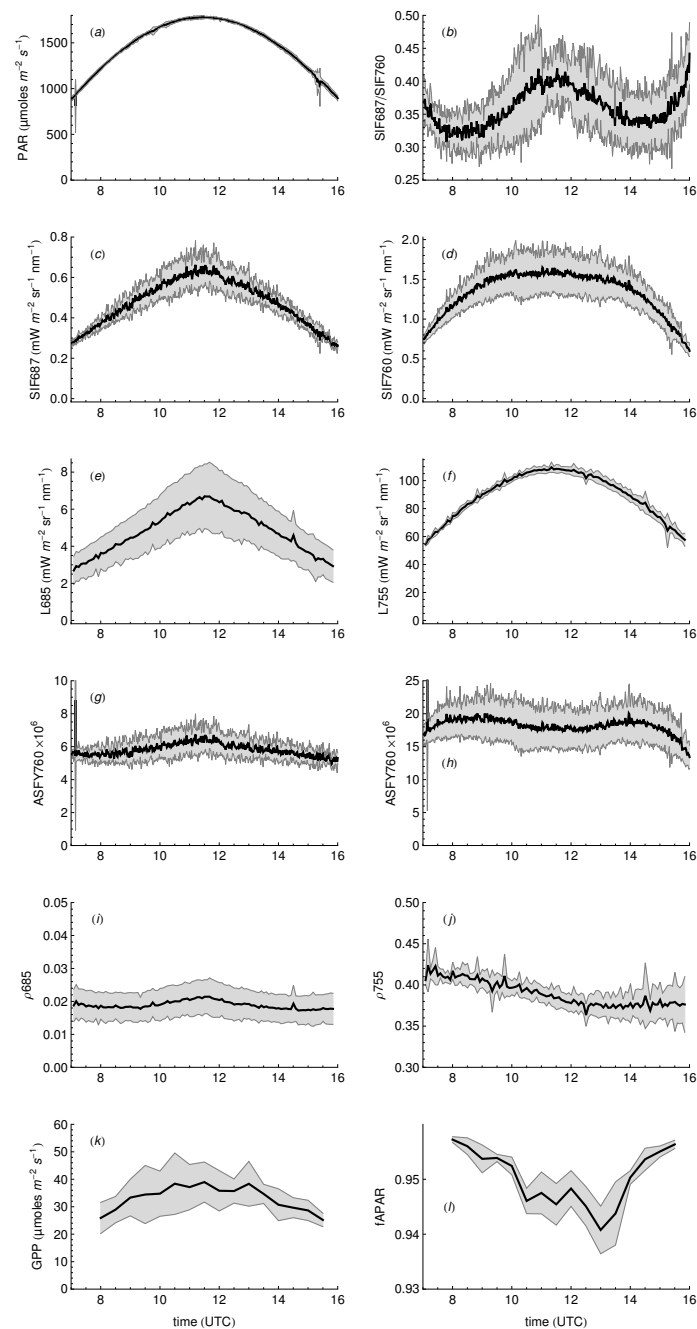 (a)
PAR (µmoles m−2 s−1)
0
500
1000
1500
8 10 12 14 16
(b)
SIF687/SIF760
0.25
0.30
0.35
0.40
0.45
0.50
8 10 12 14 16
(c)
SIF687 (mW m−2 sr−1 nm−1)
0.0
0.2
0.4
0.6
0.8
8 10 12 14 16
(d)
SIF760 (mW m−2 sr−1 nm−1)
0.0
0.5
1.0
1.5
2.0
8 10 12 14 16
(e)
L685 (mW m−2 sr−1 nm−1)
0
2
4
6
8
8 10 12 14 16
(f)
L755 (mW m−2 sr−1 nm−1)
0
20
40
60
80
100
8 10 12 14 16
(g)
ASFY760 ×10⁶
0
2
4
6
8
10
8 10 12 14 16
(h)
ASFY760 ×10⁶
0
5
10
15
20
25
8 10 12 14 16
(i)
ρ685
0.00
0.01
0.02
0.03
0.04
0.05
8 10 12 14 16
(j)
ρ755
0.30
0.35
0.40
0.45
0.50
8 10 12 14 16
(k)
GPP (µmoles m−2 s−1)
0
10
20
30
40
50
60
8 10 12 14 16
time (UTC)
(l)
fAPAR
0.93
0.94
0.95
8 10 12 14 16
time (UTC)